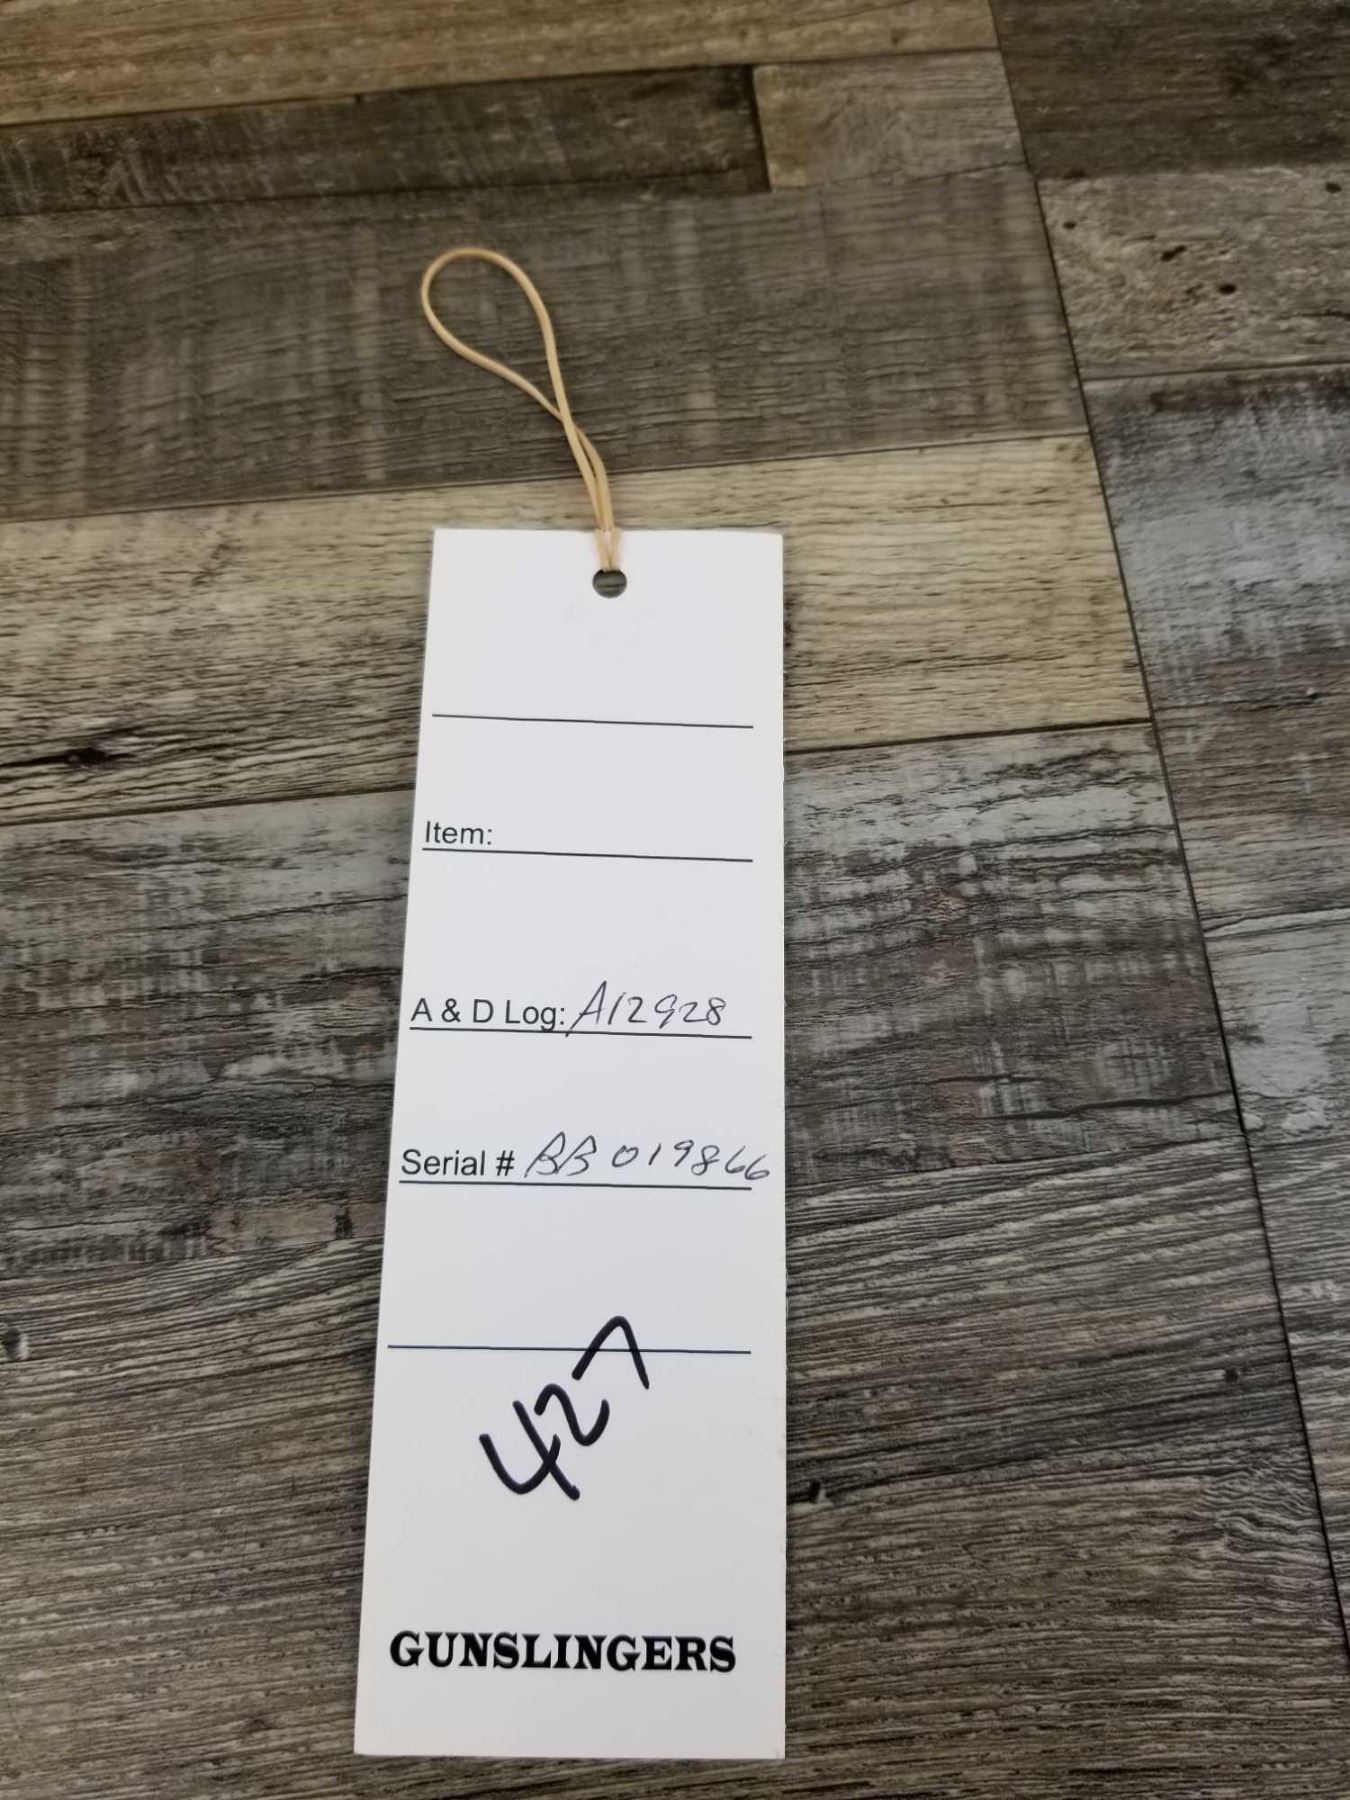 Item:
A & D Log: A12928
Serial # BB019866
427
GUNSLINGERS